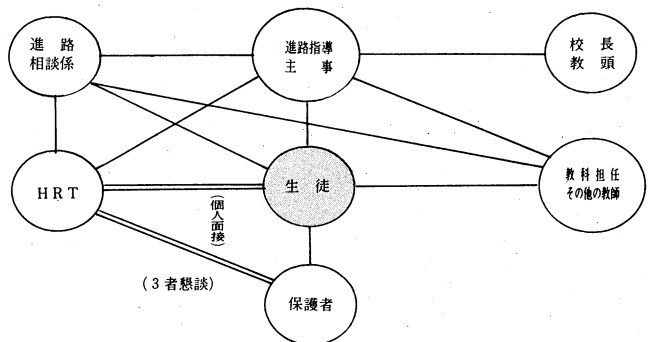 進路
相談係
進路指導
主事
校長
教頭
HRT
生徒
教科担任
その他の教師
(個人面接)
(3者懇談)
保護者